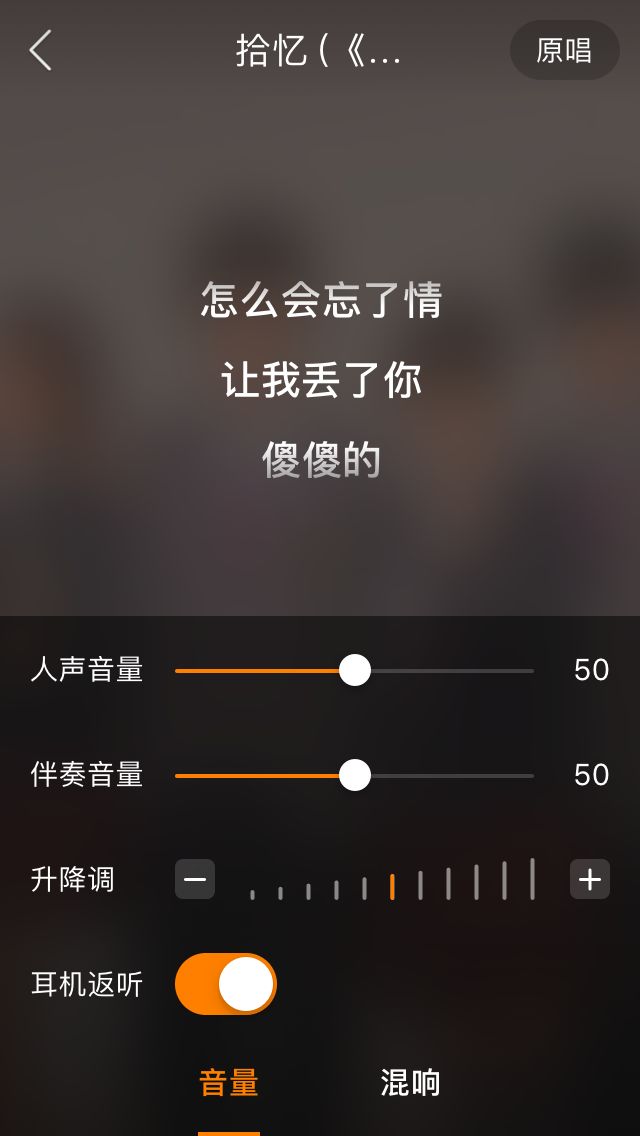 拾忆 (《...
原唱
怎么会忘了情
让我丢了你
傻傻的
人声音量 50
伴奏音量 50
升降调
耳机返听
音量 混响